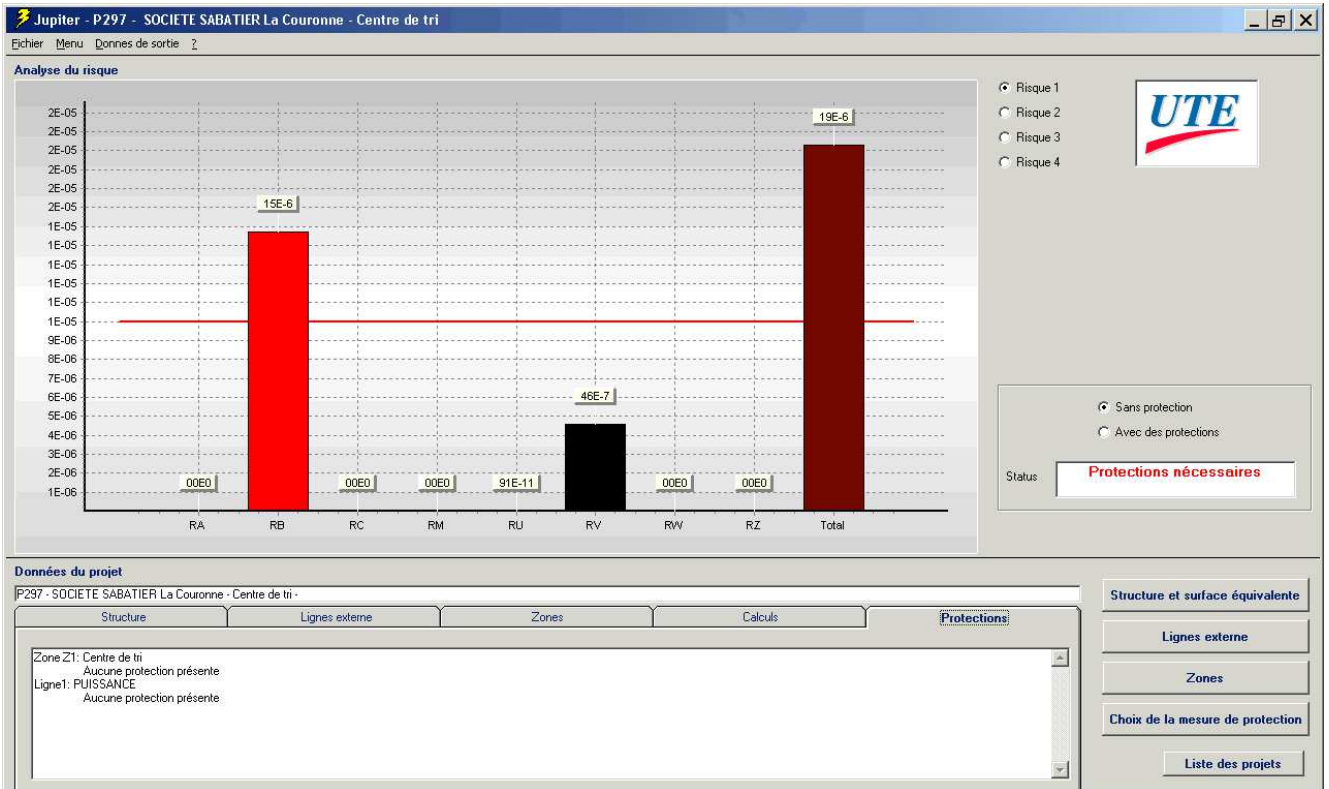 Jupiter - P297 - SOCIETE SABATIER La Couronne - Centre de tri
Fichier Menu Donnes de sortie ?
Analyse du risque
2E-05
2E-05
2E-05
2E-05
2E-05
2E-05
1E-05
1E-05
1E-05
1E-05
1E-05
1E-05
9E-06
8E-06
7E-06
6E-06
5E-06
4E-06
3E-06
2E-06
1E-06
00E0
15E-6
00E0
00E0
91E-11
46E-7
00E0
00E0
19E-6
RA RB RC RM RU RV RW RZ Total
Risque 1
Risque 2
Risque 3
Risque 4
UTE
Sans protection
Avec des protections
Status Protections nécessaires
Données du projet
P297 - SOCIETE SABATIER La Couronne - Centre de tri -
Structure Lignes externe Zones Calculs Protections
Zone Z1: Centre de tri
Aucune protection présente
Ligne1: PUISSANCE
Aucune protection présente
Structure et surface équivalente
Lignes externe
Zones
Choix de la mesure de protection
Liste des projets